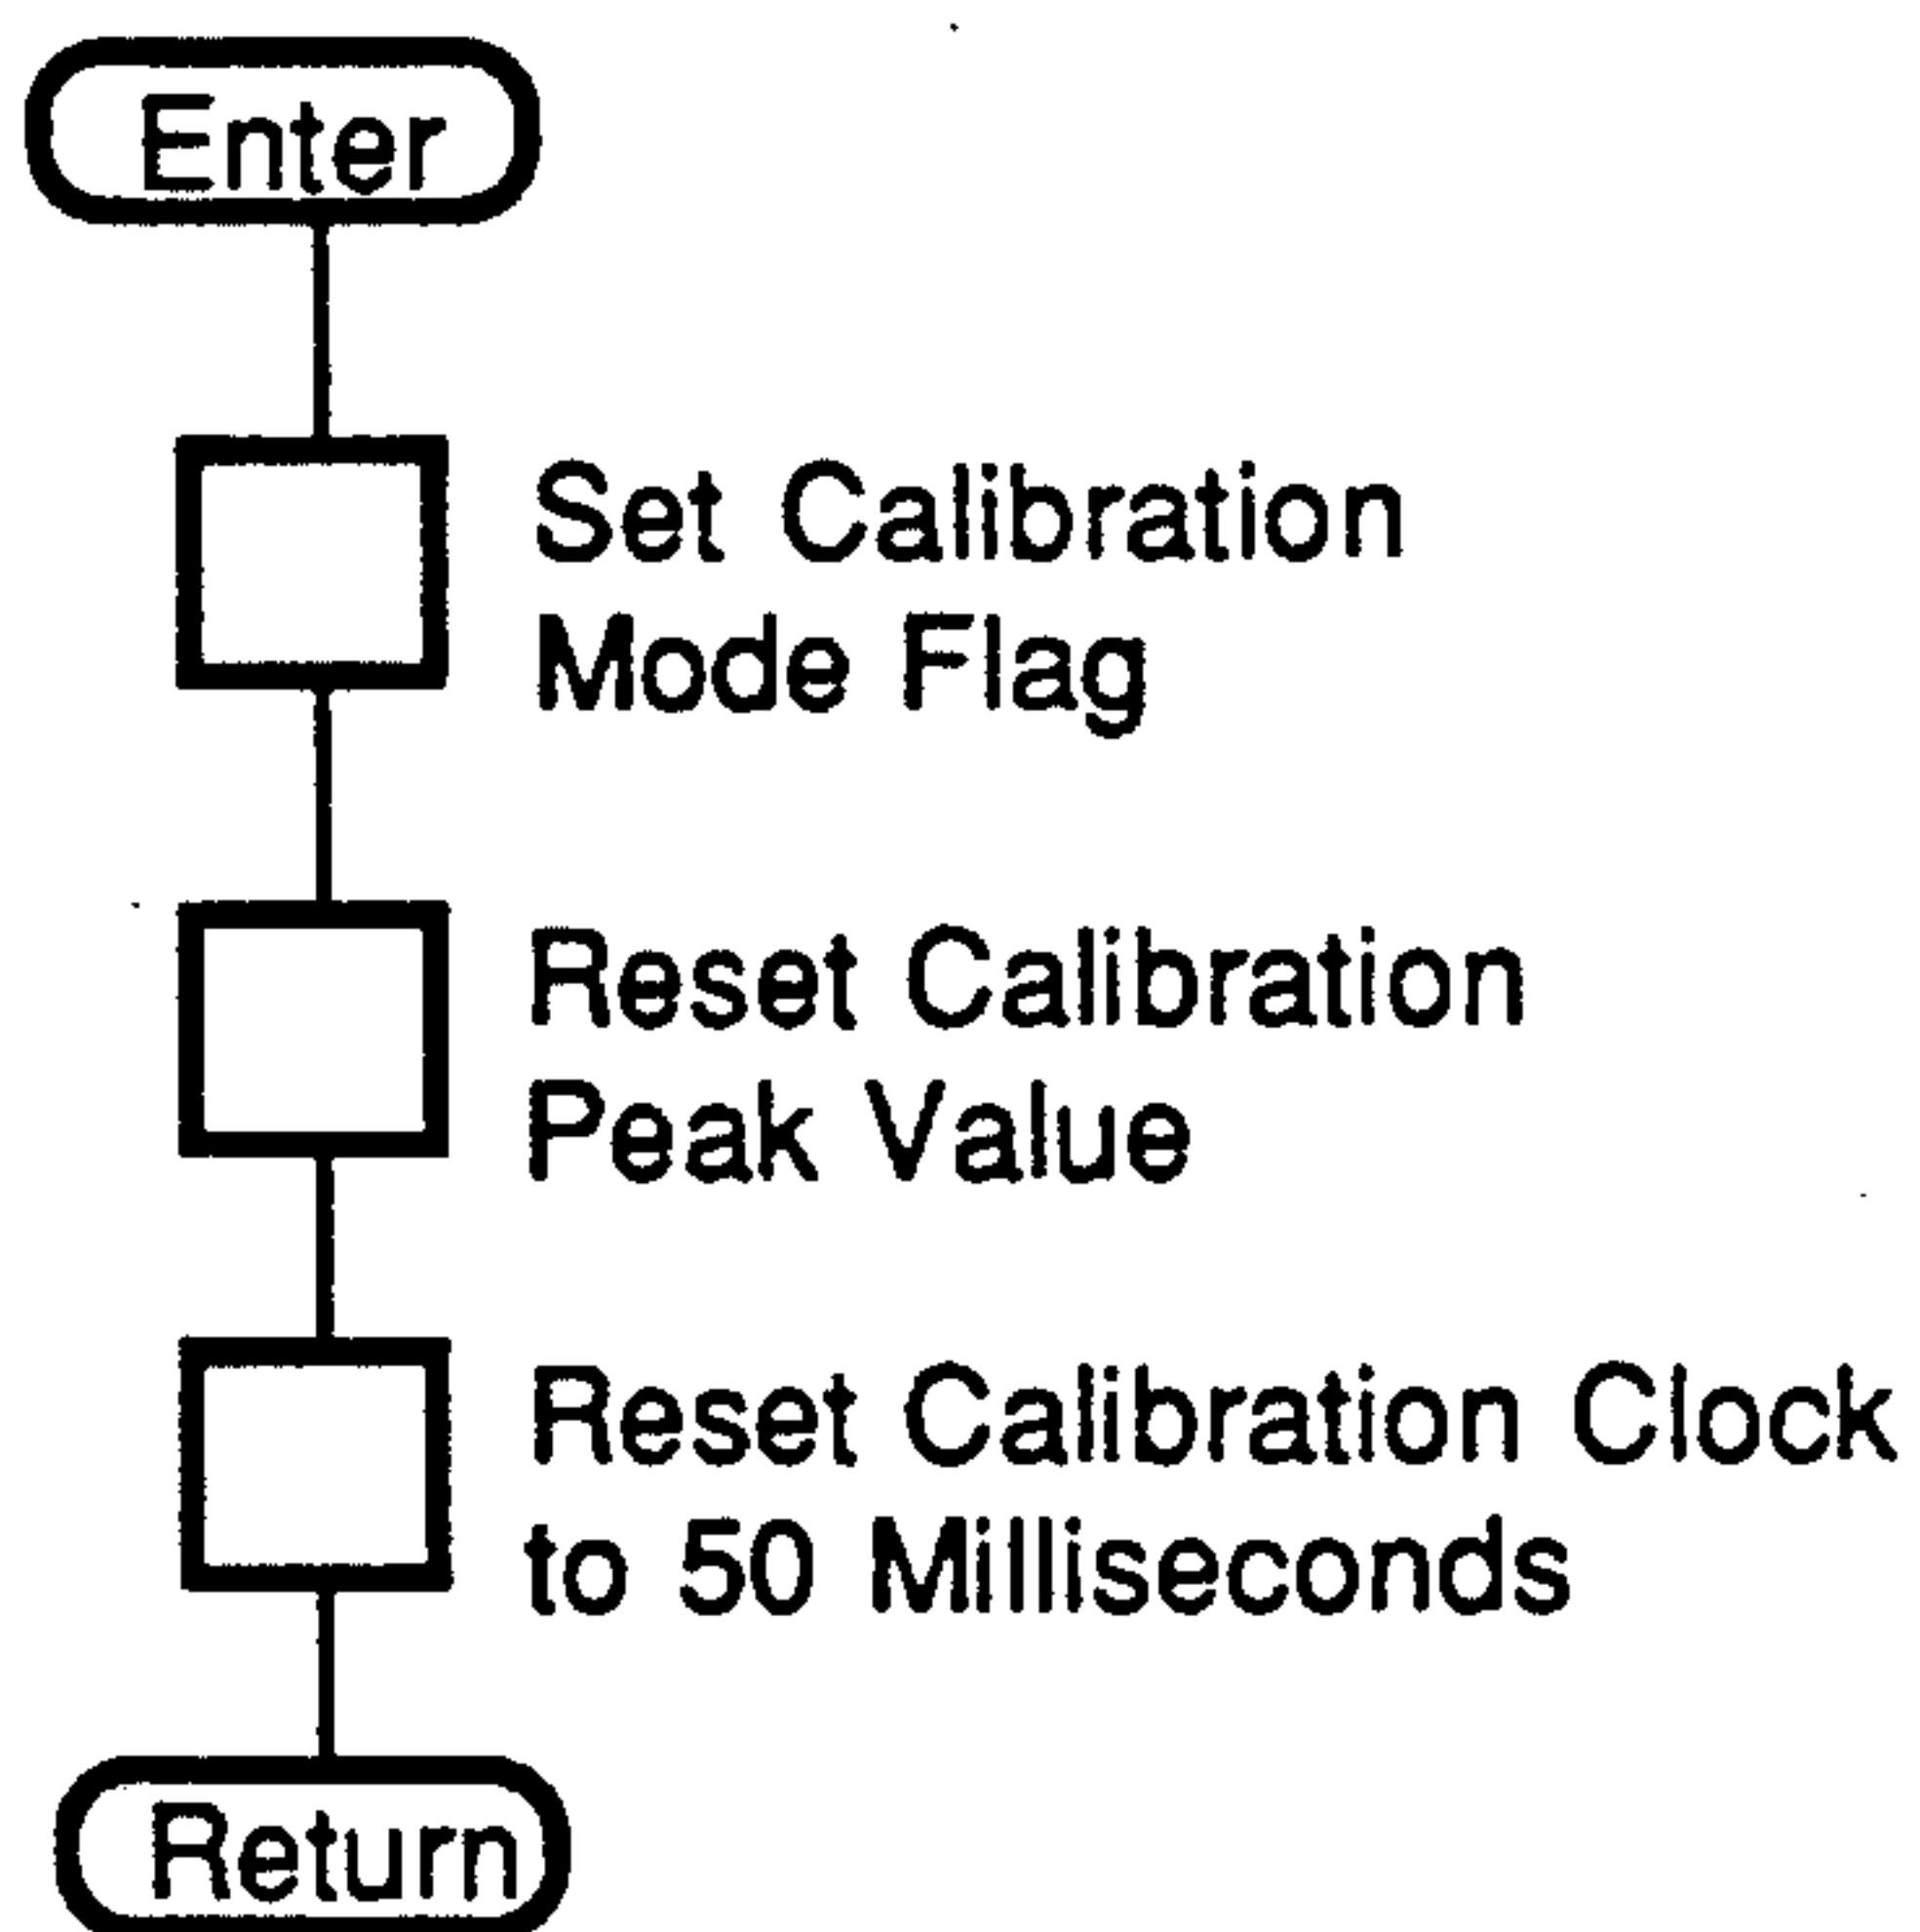 Enter
Set Calibration
Mode Flag
Reset Calibration
Peak Value
Reset Calibration Clock
to 50 Milliseconds
Return